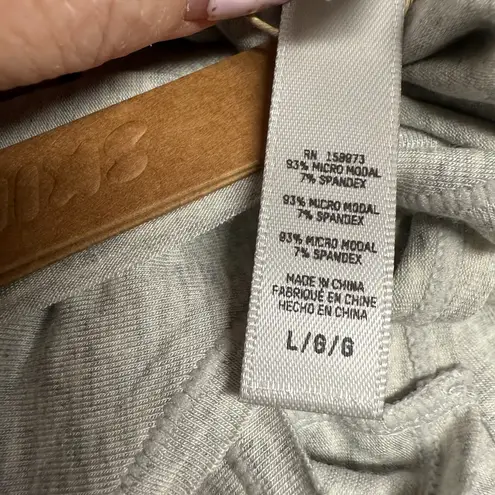 RN 158973
93% MICRO MODAL
7% SPANDEX
93% MICRO MODAL
7% SPANDEX
93% MICRO MODAL
7% SPANDEX
MADE IN CHINA
FABRIQUÉ EN CHINE
HECHO EN CHINA
L/G/G